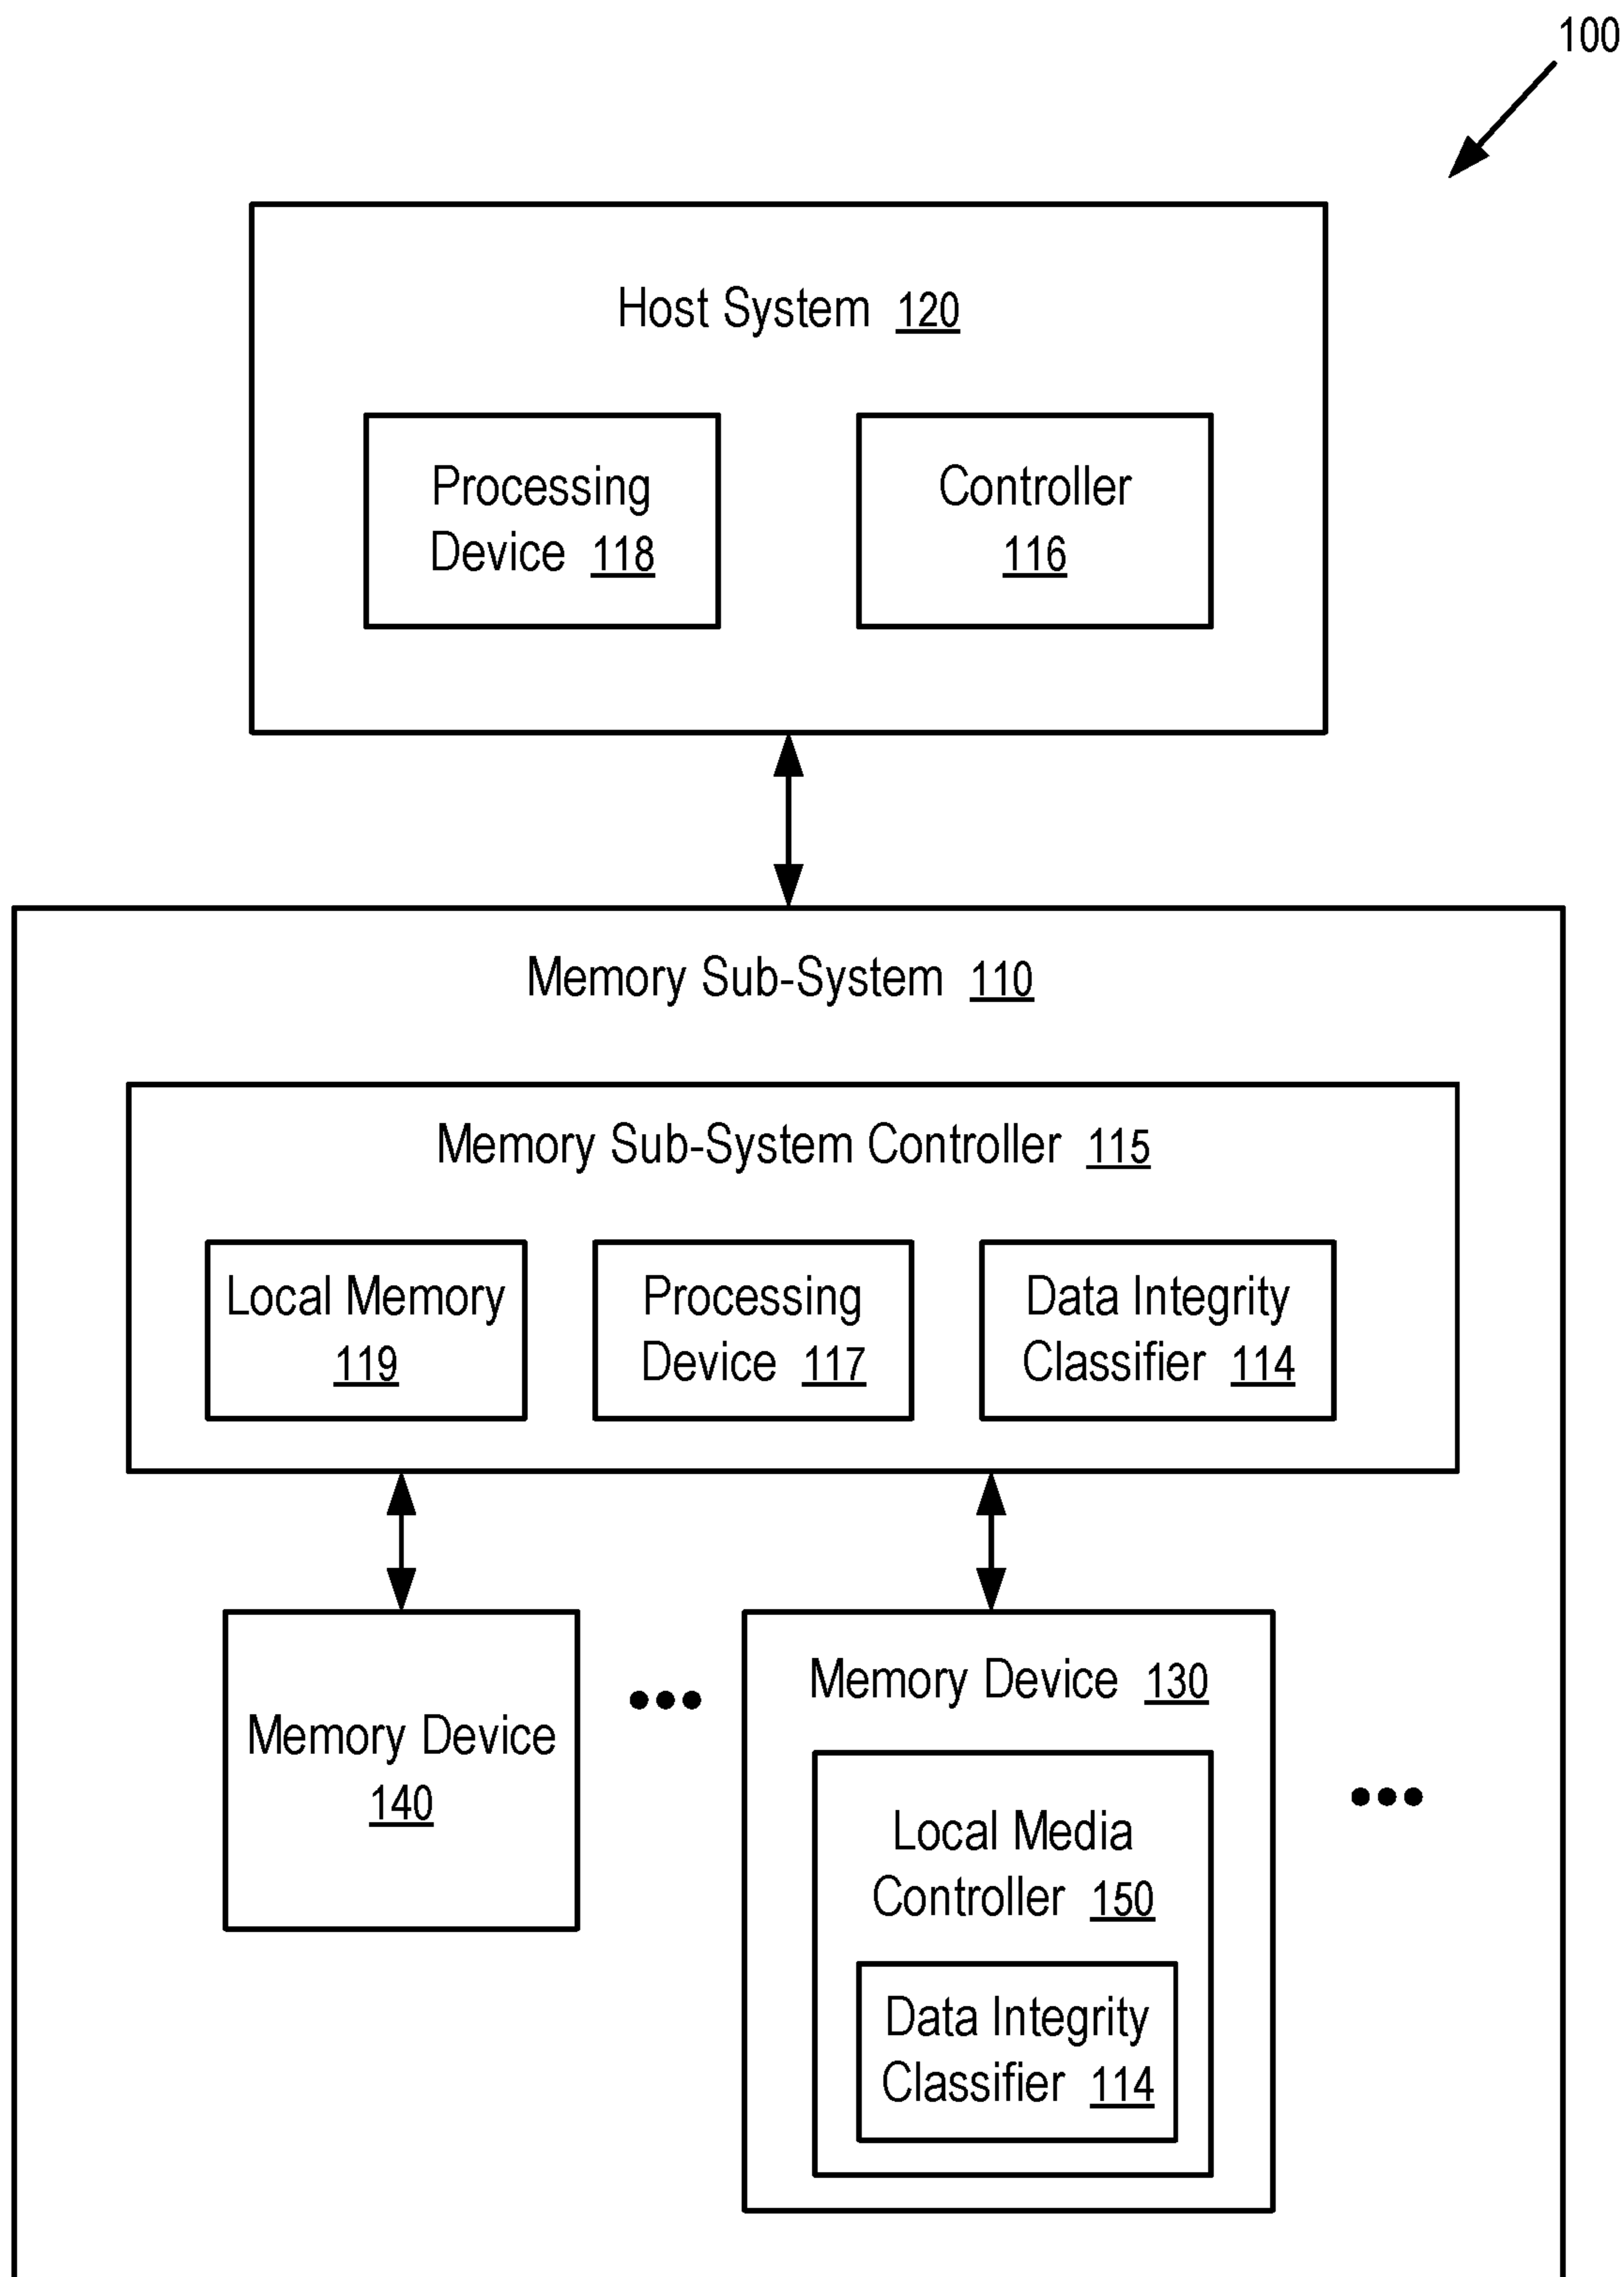 100
Host System 120
Processing
Device 118
Controller
116
Memory Sub-System 110
Memory Sub-System Controller 115
Local Memory
119
Processing
Device 117
Data Integrity
Classifier 114
Memory Device
140
Memory Device 130
Local Media
Controller 150
Data Integrity
Classifier 114